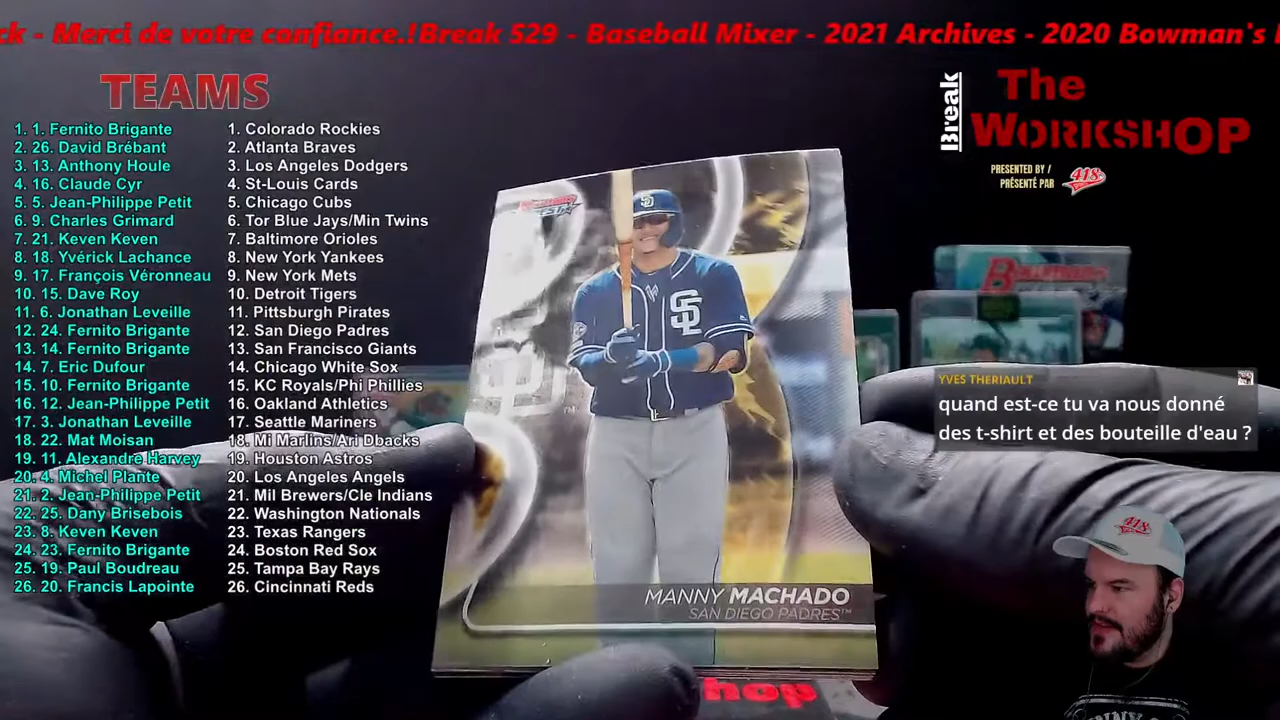 ck - Merci de votre confiance.!Break 529 - Baseball Mixer - 2021 Archives - 2020 Bowman's
TEAMS
1. 1. Fernito Brigante
2. 26. David Brébant
3. 13. Anthony Houle
4. 16. Claude Cyr
5. 5. Jean-Philippe Petit
6. 9. Charles Grimard
7. 21. Keven Keven
8. 18. Yvérick Lachance
9. 17. François Véronneau
10. 15. Dave Roy
11. 6. Jonathan Leveille
12. 24. Fernito Brigante
13. 14. Fernito Brigante
14. 7. Eric Dufour
15. 10. Fernito Brigante
16. 12. Jean-Philippe Petit
17. 3. Jonathan Leveille
18. 22. Mat Moisan
19. 11. Alexandre Harvey
20. 4. Michel Plante
21. 2. Jean-Philippe Petit
22. 25. Dany Brisebois
23. 8. Keven Keven
24. 23. Fernito Brigante
25. 19. Paul Boudreau
26. 20. Francis Lapointe
1. Colorado Rockies
2. Atlanta Braves
3. Los Angeles Dodgers
4. St-Louis Cards
5. Chicago Cubs
6. Tor Blue Jays/Min Twins
7. Baltimore Orioles
8. New York Yankees
9. New York Mets
10. Detroit Tigers
11. Pittsburgh Pirates
12. San Diego Padres
13. San Francisco Giants
14. Chicago White Sox
15. KC Royals/Phi Phillies
16. Oakland Athletics
17. Seattle Mariners
18. Mi Marlins/Ari Dbacks
19. Houston Astros
20. Los Angels Angels
21. Mil Brewers/Cle Indians
22. Washington Nationals
23. Texas Rangers
24. Boston Red Sox
25. Tampa Bay Rays
26. Cincinnati Reds
Break
The
WORKSHOP
PRESENTED BY /
PRÉSENTÉ PAR
418
SD
MANNY MACHADO
SAN DIEGO PADRES™
YVES THERIAULT
quand est-ce tu va nous donné
des t-shirt et des bouteille d'eau ?
418
hop